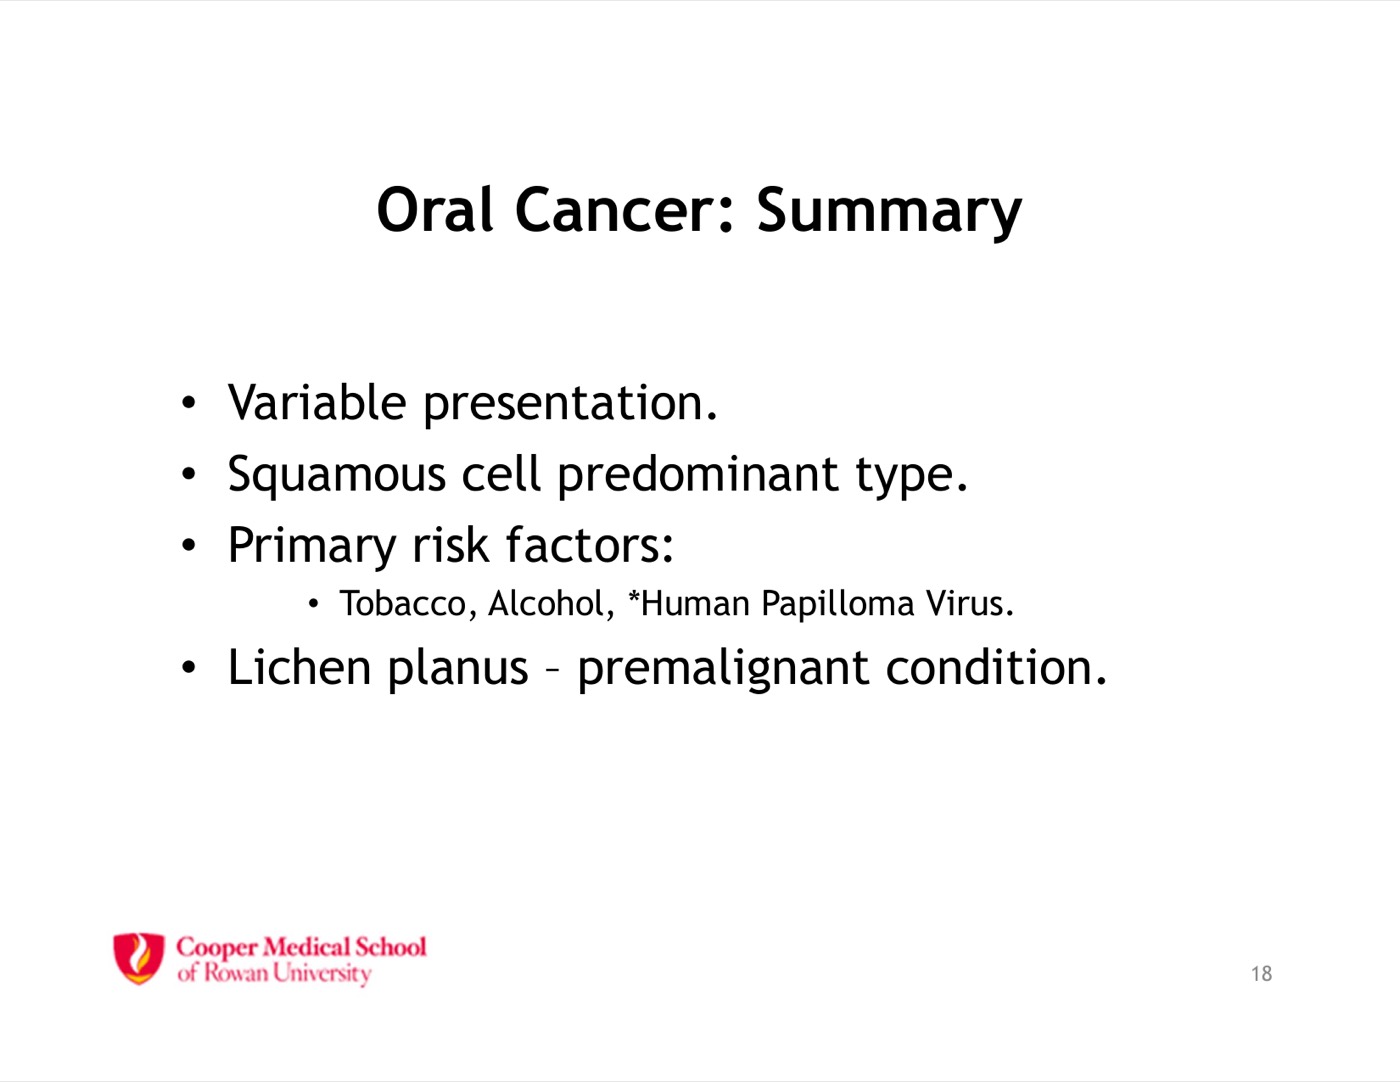 Oral Cancer: Summary
• Variable presentation.
• Squamous cell predominant type.
• Primary risk factors:
• Tobacco, Alcohol, *Human Papilloma Virus.
• Lichen planus – premalignant condition.
Cooper Medical School
of Rowan University
18